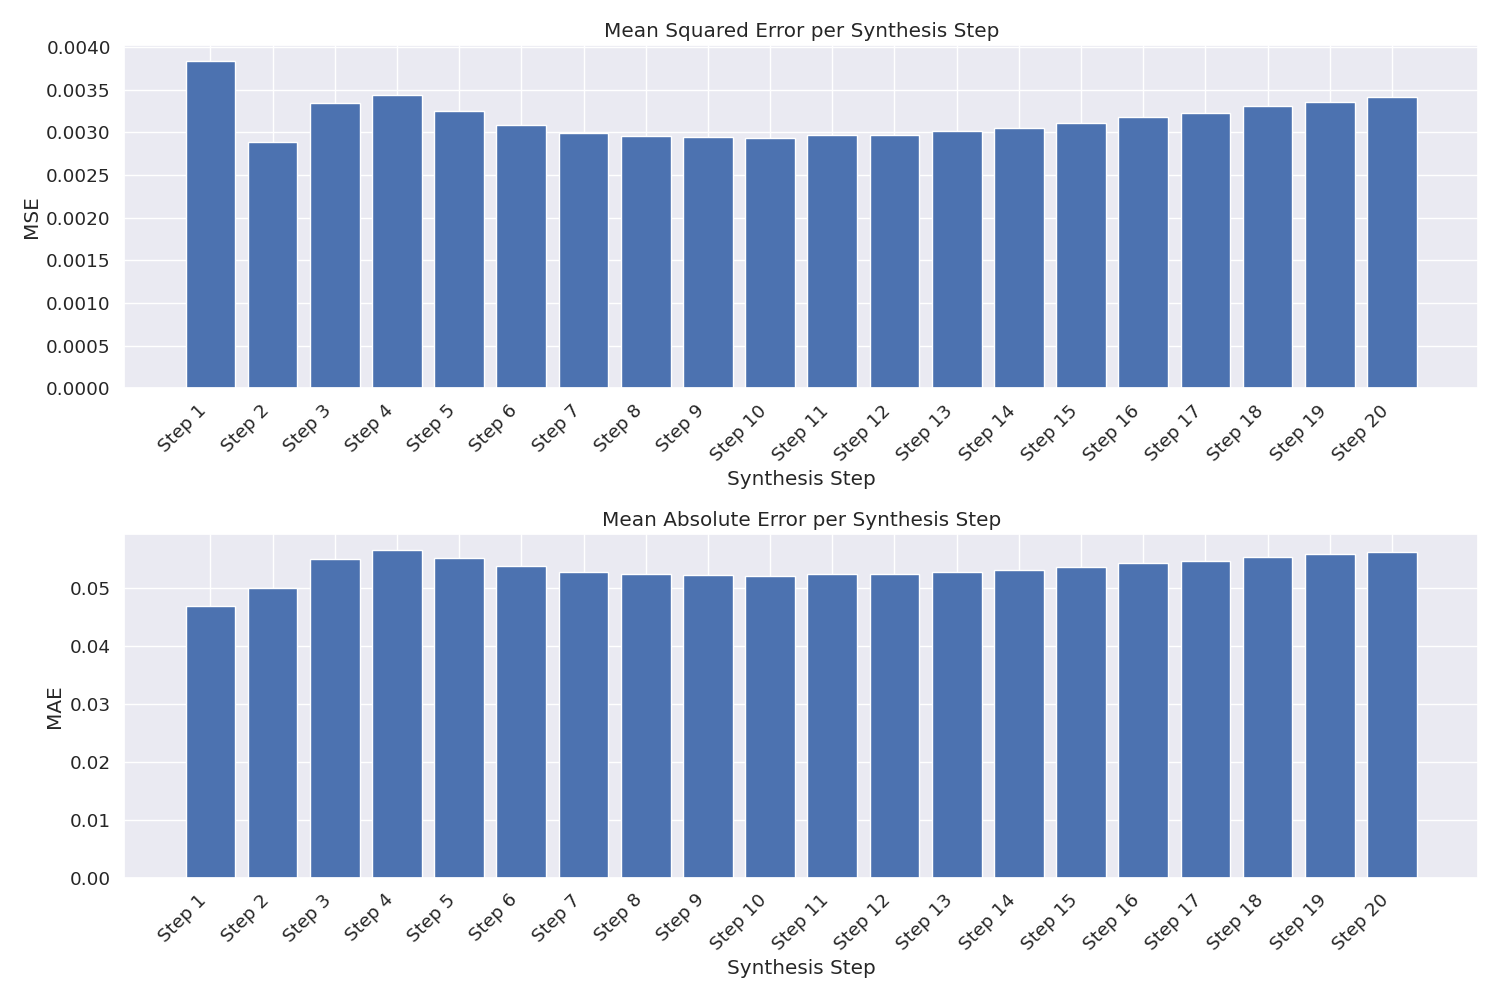 Mean Squared Error per Synthesis Step
MSE
0.0040
0.0035
0.0030
0.0025
0.0020
0.0015
0.0010
0.0005
0.0000
Step 1
Step 2
Step 3
Step 4
Step 5
Step 6
Step 7
Step 8
Step 9
Step 10
Step 11
Step 12
Step 13
Step 14
Step 15
Step 16
Step 17
Step 18
Step 19
Step 20
Synthesis Step
Mean Absolute Error per Synthesis Step
MAE
0.05
0.04
0.03
0.02
0.01
0.00
Step 1
Step 2
Step 3
Step 4
Step 5
Step 6
Step 7
Step 8
Step 9
Step 10
Step 11
Step 12
Step 13
Step 14
Step 15
Step 16
Step 17
Step 18
Step 19
Step 20
Synthesis Step